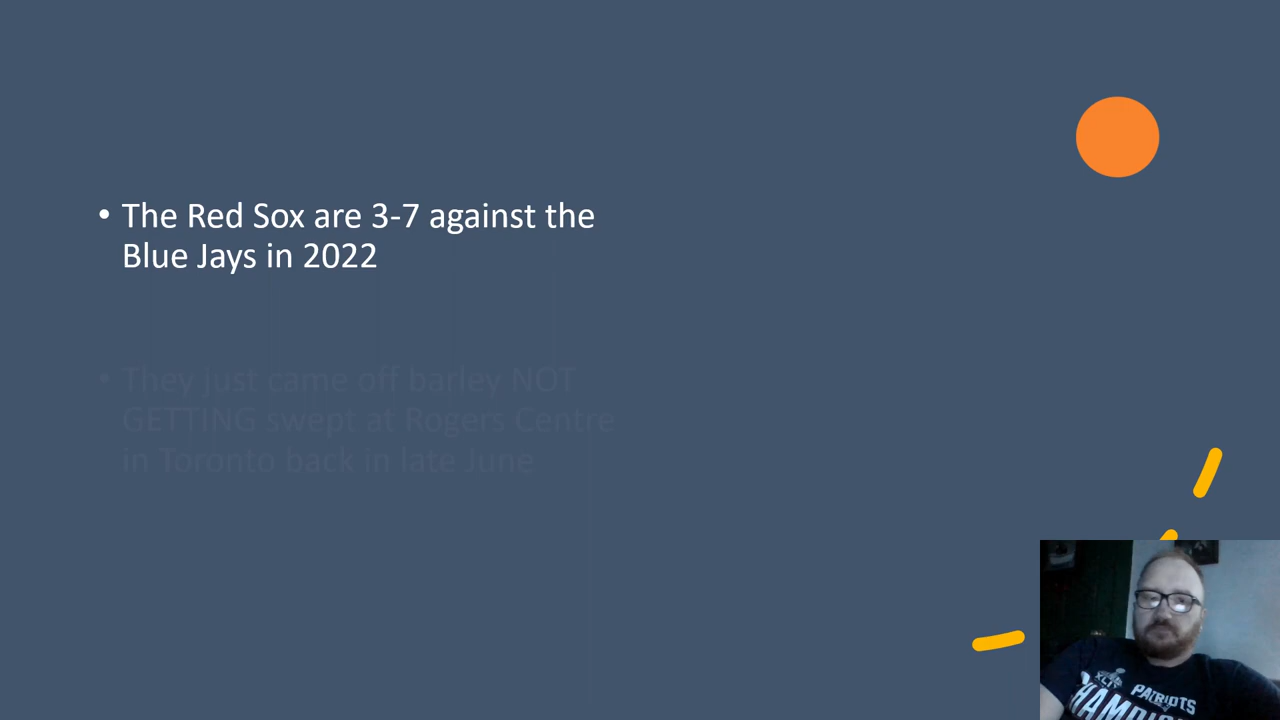 • The Red Sox are 3-7 against the
Blue Jays in 2022
• They just came off barley NOT
GETTING swept at Rogers Centre
in Toronto back in late June
XLIX
PATRIOTS